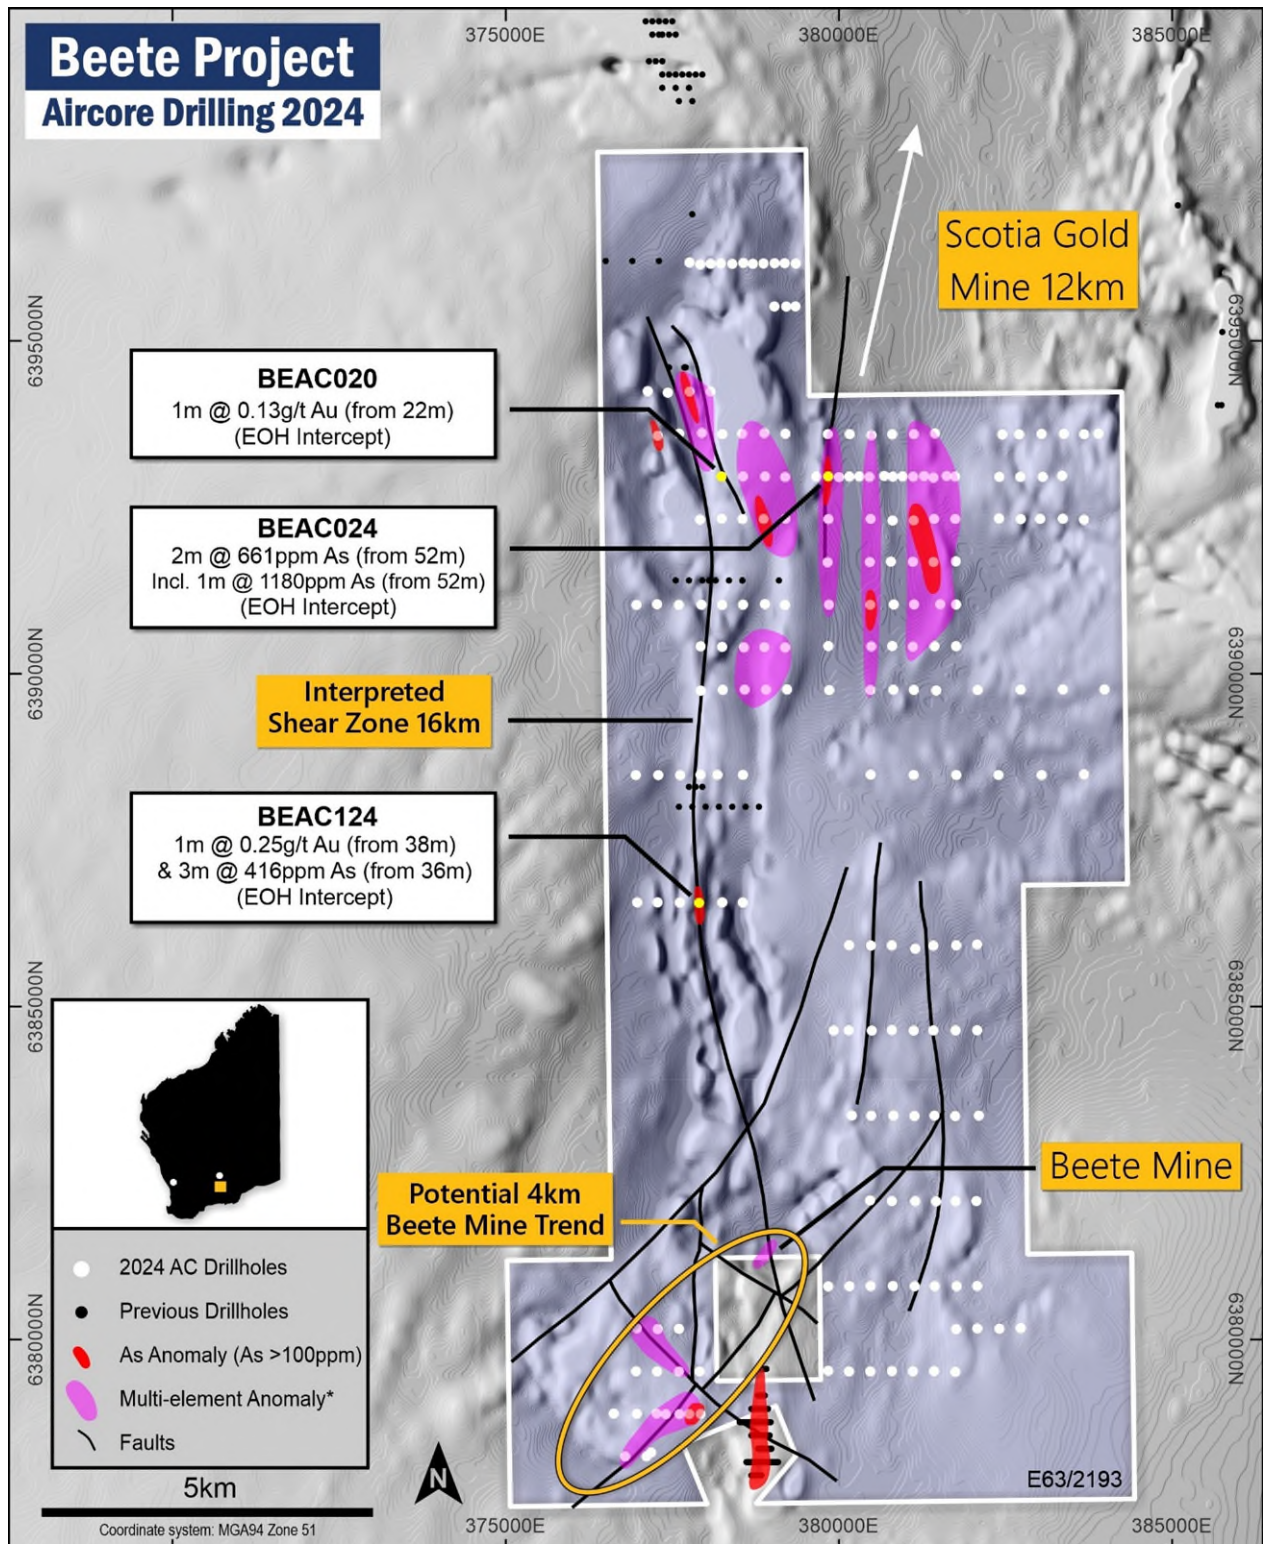 Beete Project
Aircore Drilling 2024
375000E
380000E
385000E
Scotia Gold
Mine 12km
6395000N
6395000N
BEAC020
1m @ 0.13g/t Au (from 22m)
(EOH Intercept)
BEAC024
2m @ 661ppm As (from 52m)
Incl. 1m @ 1180ppm As (from 52m)
(EOH Intercept)
6390000N
6390000N
Interpreted
Shear Zone 16km
BEAC124
1m @ 0.25g/t Au (from 38m)
& 3m @ 416ppm As (from 36m)
(EOH Intercept)
6385000N
6385000N
Beete Mine
Potential 4km
Beete Mine Trend
2024 AC Drillholes
Previous Drillholes
As Anomaly (As >100ppm)
Multi-element Anomaly*
Faults
6380000N
6380000N
5km
Coordinate system: MGA94 Zone 51
N
E63/2193
375000E
380000E
385000E